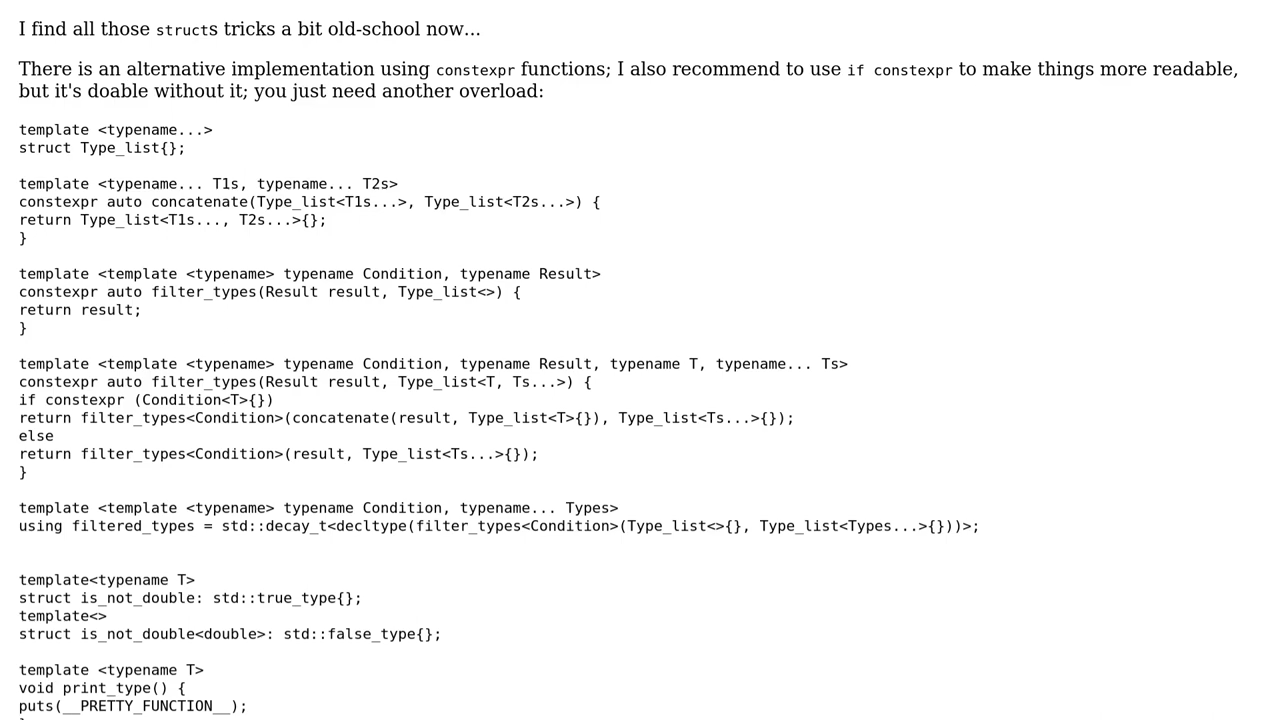 I find all those structs tricks a bit old-school now...
There is an alternative implementation using constexpr functions; I also recommend to use if constexpr to make things more readable,
but it's doable without it; you just need another overload:
template <typename...>
struct Type_list{};
template <typename... T1s, typename... T2s>
constexpr auto concatenate(Type_list<T1s...>, Type_list<T2s...>) {
return Type_list<T1s..., T2s...>{};
}
template <template <typename> typename Condition, typename Result>
constexpr auto filter_types(Result result, Type_list<>) {
return result;
}
template <template <typename> typename Condition, typename Result, typename T, typename... Ts>
constexpr auto filter_types(Result result, Type_list<T, Ts...>) {
if constexpr (Condition<T>{})
return filter_types<Condition>(concatenate(result, Type_list<T>{}), Type_list<Ts...>{});
else
return filter_types<Condition>(result, Type_list<Ts...>{});
}
template <template <typename> typename Condition, typename... Types>
using filtered_types = std::decay_t<decltype(filter_types<Condition>(Type_list<>{}, Type_list<Types...>{}))>;
template<typename T>
struct is_not_double: std::true_type{};
template<>
struct is_not_double<double>: std::false_type{};
template <typename T>
void print_type() {
puts(__PRETTY_FUNCTION__);